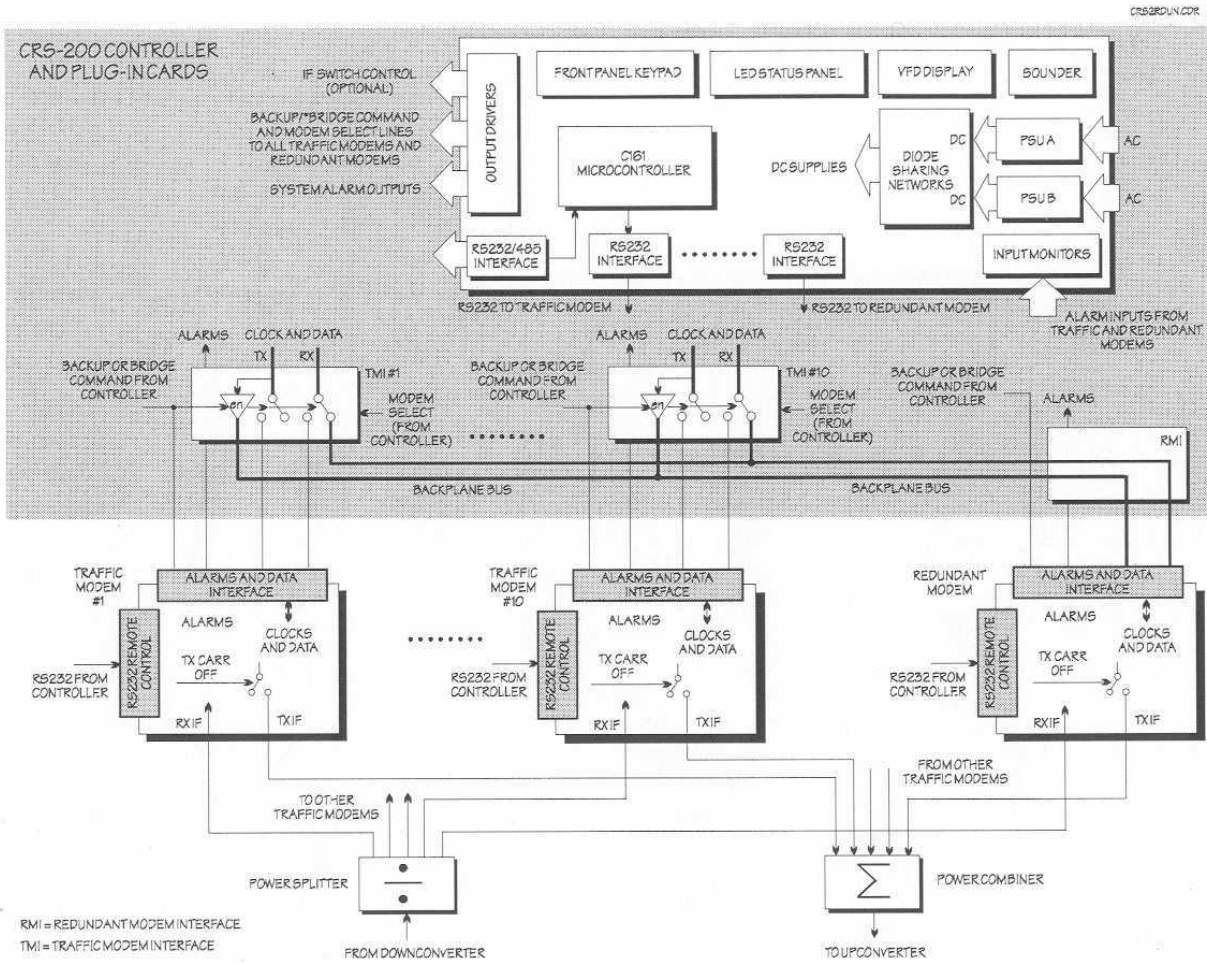 CRS2RDUN.CDR
CRS-200 CONTROLLER
AND PLUG-IN CARDS
IF SWITCH CONTROL
(OPTIONAL)
BACKUP/*BRIDGE COMMAND
AND MODEM SELECT LINES
TO ALL TRAFFIC MODEMS AND
REDUNDANT MODEMS
SYSTEM ALARM OUTPUTS
OUTPUT DRIVERS
FRONT PANEL KEYPAD
LED STATUS PANEL
VFD DISPLAY
SOUNDER
C161
MICROCONTROLLER
DC SUPPLIES
DIODE
SHARING
NETWORKS
DC
DC
PSU A
PSU B
AC
AC
RS232/485
INTERFACE
RS232
INTERFACE
RS232
INTERFACE
INPUT MONITORS
RS232 TO TRAFFIC MODEM
RS232 TO REDUNDANT MODEM
ALARM INPUTS FROM
TRAFFIC AND REDUNDANT
MODEMS
ALARMS
CLOCK AND DATA
TX
RX
BACKUP OR BRIDGE
COMMAND FROM
CONTROLLER
en
TMI #1
MODEM
SELECT
(FROM
CONTROLLER)
ALARMS
CLOCK AND DATA
TX
RX
BACKUP OR BRIDGE
COMMAND FROM
CONTROLLER
en
TMI #10
MODEM
SELECT
(FROM
CONTROLLER)
BACKUP OR BRIDGE
COMMAND FROM
CONTROLLER
ALARMS
RMI
BACKPLANE BUS
BACKPLANE BUS
TRAFFIC
MODEM
#1
ALARMS AND DATA
INTERFACE
RS232 REMOTE
CONTROL
ALARMS
CLOCKS
AND DATA
TX CARR
OFF
RS232 FROM
CONTROLLER
RX IF
TX IF
TRAFFIC
MODEM
#10
ALARMS AND DATA
INTERFACE
RS232 REMOTE
CONTROL
ALARMS
CLOCKS
AND DATA
TX CARR
OFF
RS232 FROM
CONTROLLER
RX IF
TX IF
REDUNDANT
MODEM
ALARMS AND DATA
INTERFACE
RS232 REMOTE
CONTROL
ALARMS
CLOCKS
AND DATA
TX CARR
OFF
RS232 FROM
CONTROLLER
RX IF
TX IF
TO OTHER
TRAFFIC MODEMS
FROM OTHER
TRAFFIC MODEMS
POWER SPLITTER
Σ
POWER COMBINER
RMI = REDUNDANT MODEM INTERFACE
TMI = TRAFFIC MODEM INTERFACE
FROM DOWNCONVERTER
TO UPCONVERTER